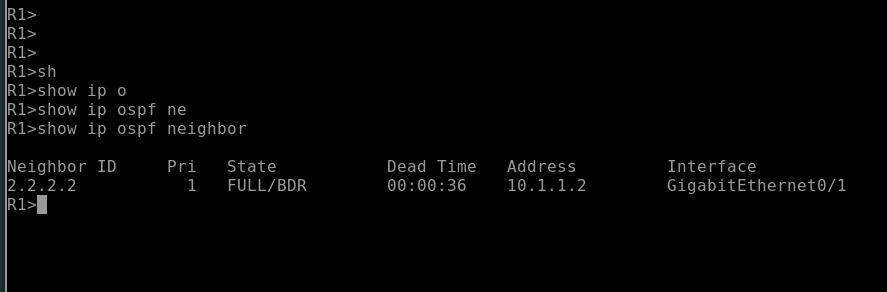 R1>
R1>
R1>
R1>sh
R1>show ip o
R1>show ip ospf ne
R1>show ip ospf neighbor

Neighbor ID     Pri   State           Dead Time   Address         Interface
2.2.2.2           1   FULL/BDR        00:00:36    10.1.1.2        GigabitEthernet0/1
R1>